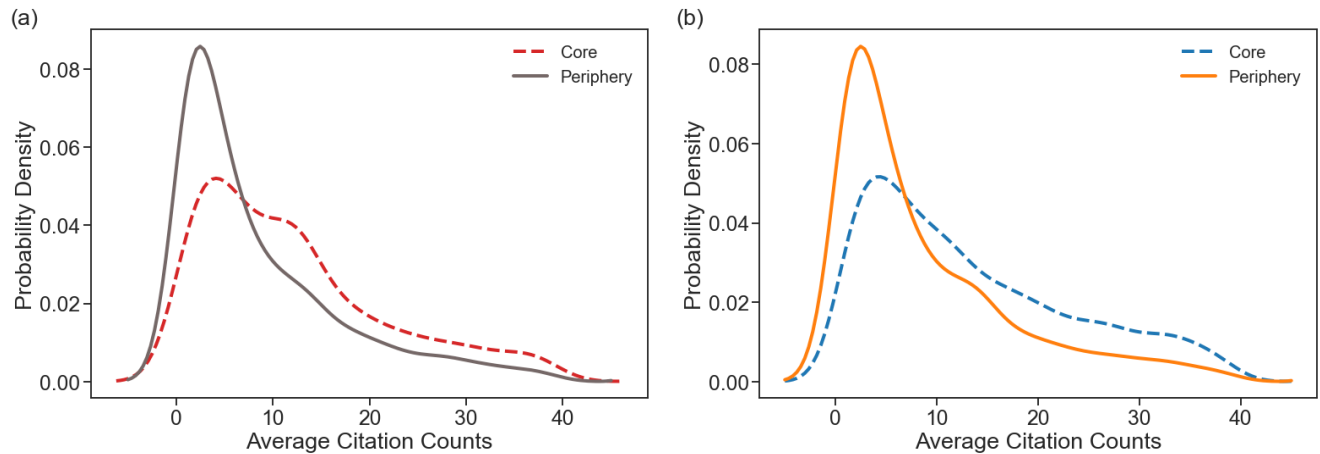 (a)
Core
Periphery
0.08
0.06
0.04
0.02
0.00
Probability Density
0 10 20 30 40
Average Citation Counts
(b)
Core
Periphery
0.08
0.06
0.04
0.02
0.00
Probability Density
0 10 20 30 40
Average Citation Counts